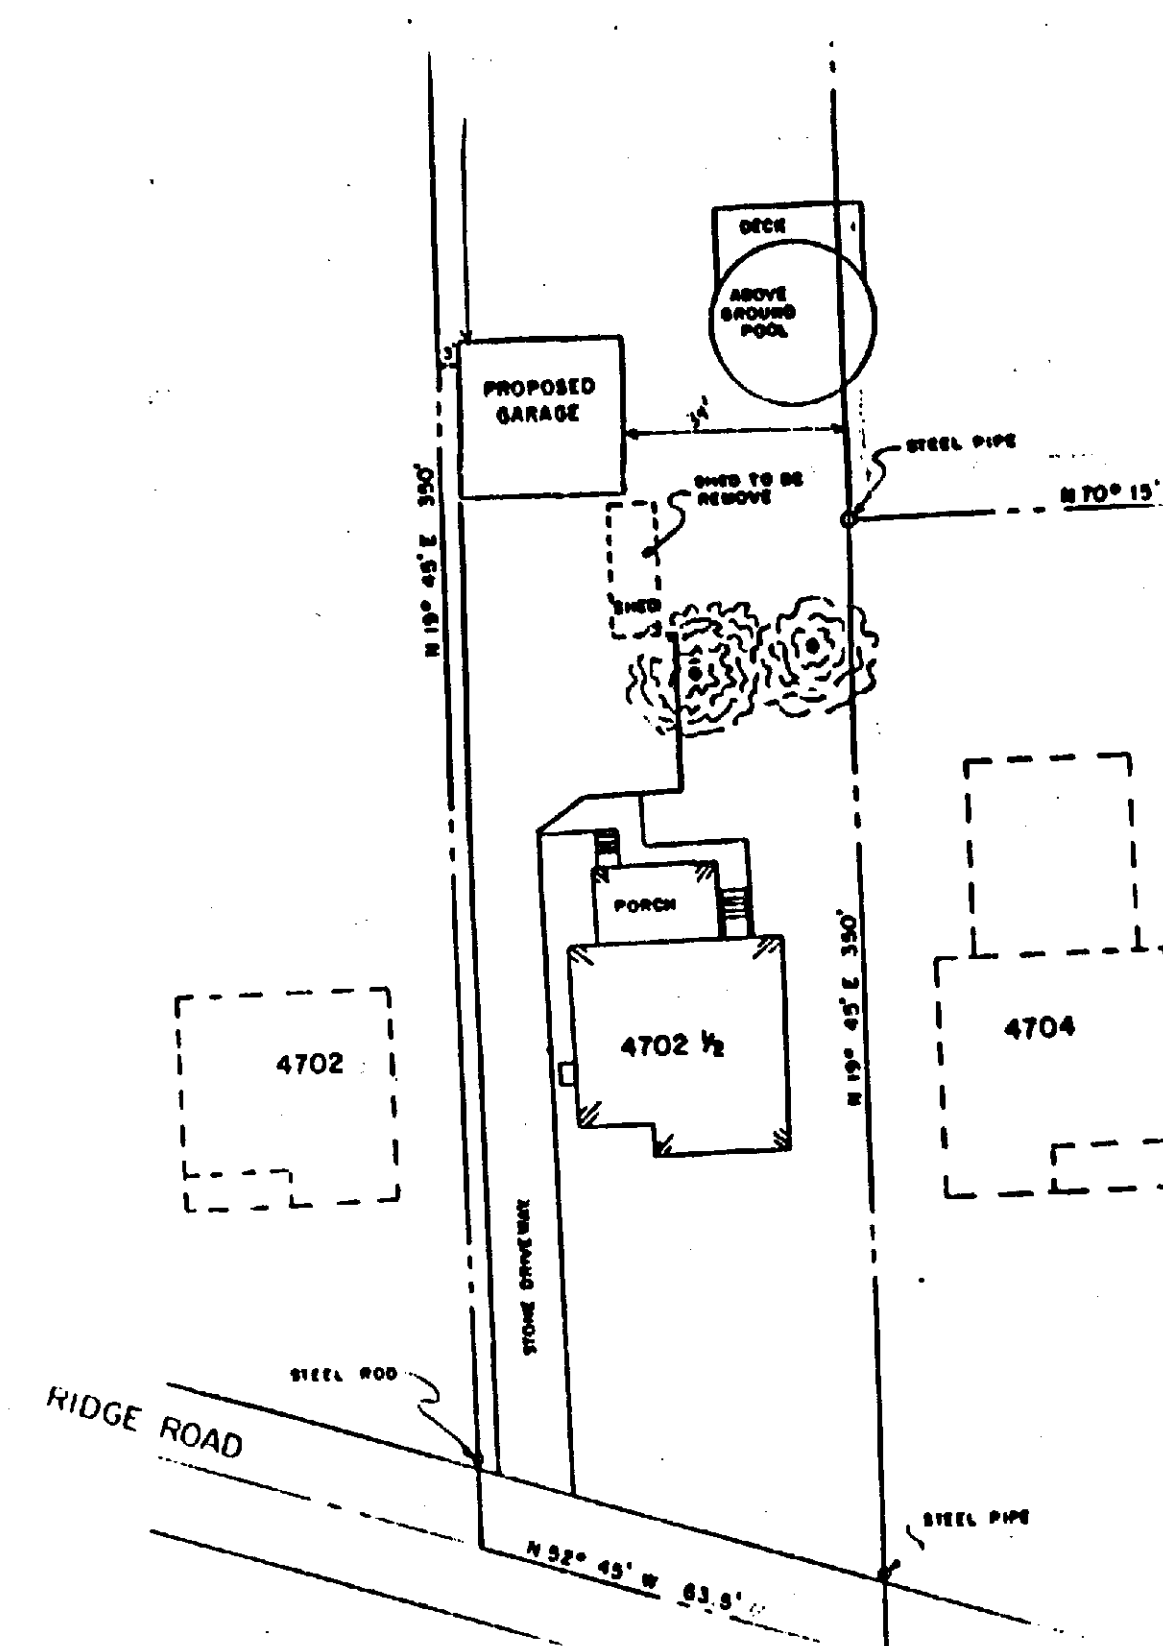 DECK
ABOVE
GROUND
POOL
3'
PROPOSED
GARAGE
34'
STEEL PIPE
SHED TO BE
REMOVE
N 70° 15'
N 19° 45' E 350'
SHED
PORCH
4702 ½
N 19° 45' E 350'
4702
4704
STONE DRIVEWAY
STEEL ROD
RIDGE ROAD
STEEL PIPE
N 52° 45' W 63.5'